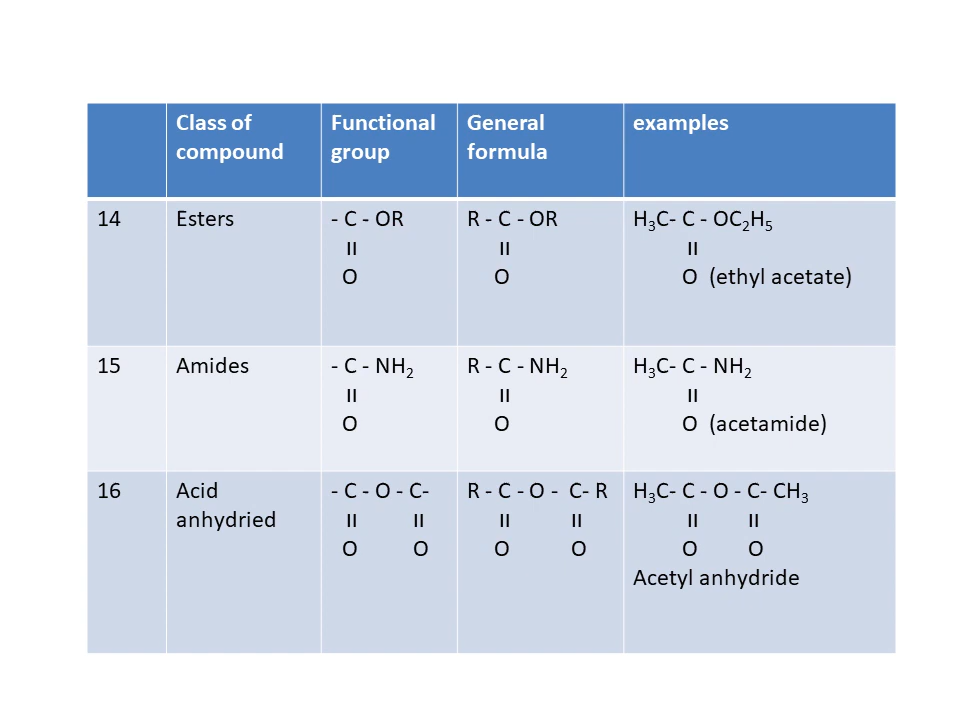 Class of compound
Functional group
General formula
examples
14
Esters
- C - OR
II
O
R - C - OR
II
O
H₃C- C - OC₂H₅
II
O (ethyl acetate)
15
Amides
- C - NH₂
II
O
R - C - NH₂
II
O
H₃C- C - NH₂
II
O (acetamide)
16
Acid
anhydried
- C - O - C-
II II
O O
R - C - O - C- R
II II
O O
H₃C- C - O - C- CH₃
II II
O O
Acetyl anhydride